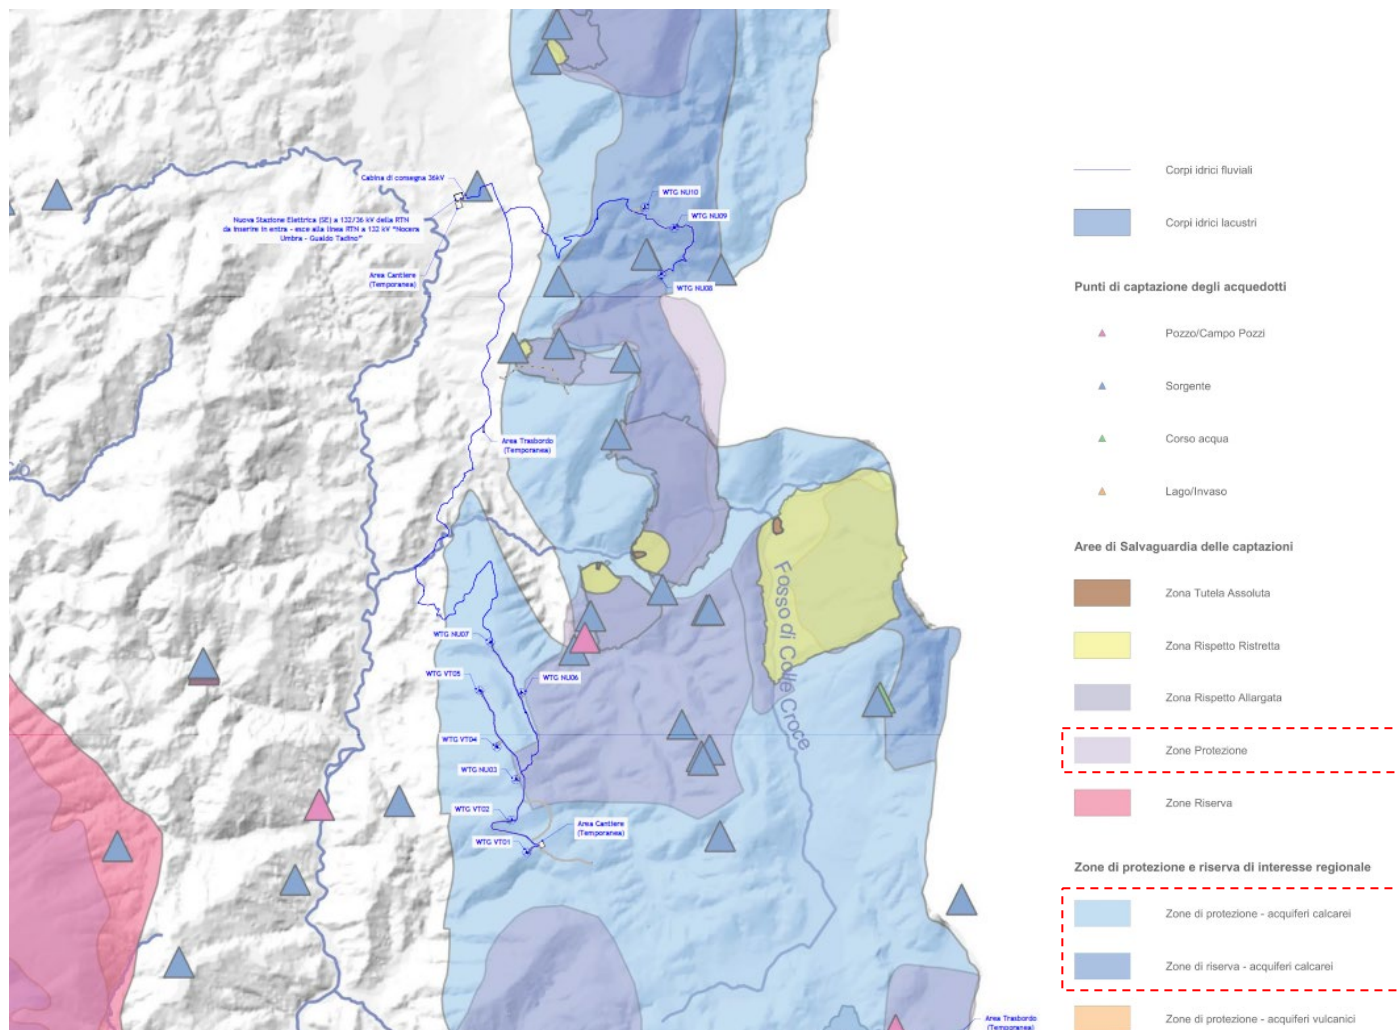 Cabina di consegna 36kV
Nuova Stazione Elettrica (SE) a 132/36 kV della RTN
da inserire in entra - esce alla linea RTN a 132 kV "Nocera
Umbra - Gualdo Tadino"
Area Cantiere
(Temporanea)
WTG NU10
WTG NU09
WTG NU08
Area Trasbordo
(Temporanea)
WTG NU07
WTG VT05
WTG NU06
WTG VT04
WTG NU03
WTG VT02
WTG VT01
Area Cantiere
(Temporanea)
Fosso di Colle Croce
Area Trasbordo
(Temporanea)
Corpi idrici fluviali
Corpi idrici lacustri
Punti di captazione degli acquedotti
Pozzo/Campo Pozzi
Sorgente
Corso acqua
Lago/Invaso
Aree di Salvaguardia delle captazioni
Zona Tutela Assoluta
Zona Rispetto Ristretta
Zona Rispetto Allargata
Zone Protezione
Zone Riserva
Zone di protezione e riserva di interesse regionale
Zone di protezione - acquiferi calcarei
Zone di riserva - acquiferi calcarei
Zone di protezione - acquiferi vulcanici